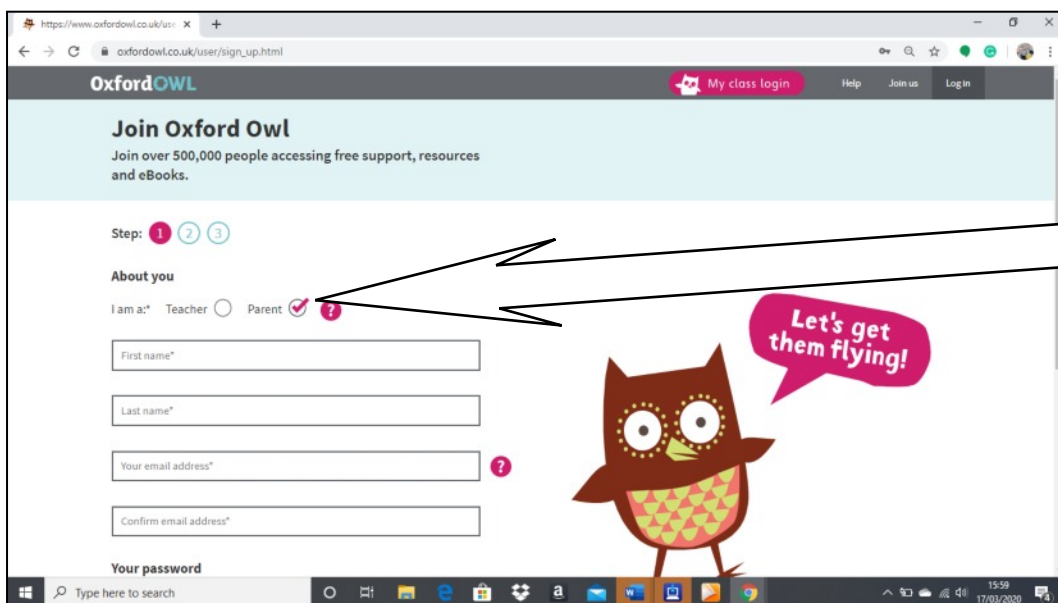 https://www.oxfordowl.co.uk/use
oxfordowl.co.uk/user/sign_up.html
OxfordOWL
My class login
Help
Join us
Log in
Join Oxford Owl
Join over 500,000 people accessing free support, resources
and eBooks.
Step: 1 2 3
About you
I am a:* Teacher Parent ?
First name*
Last name*
Your email address* ?
Confirm email address*
Your password
Let's get
them flying!
Type here to search
15:59
17/03/2020